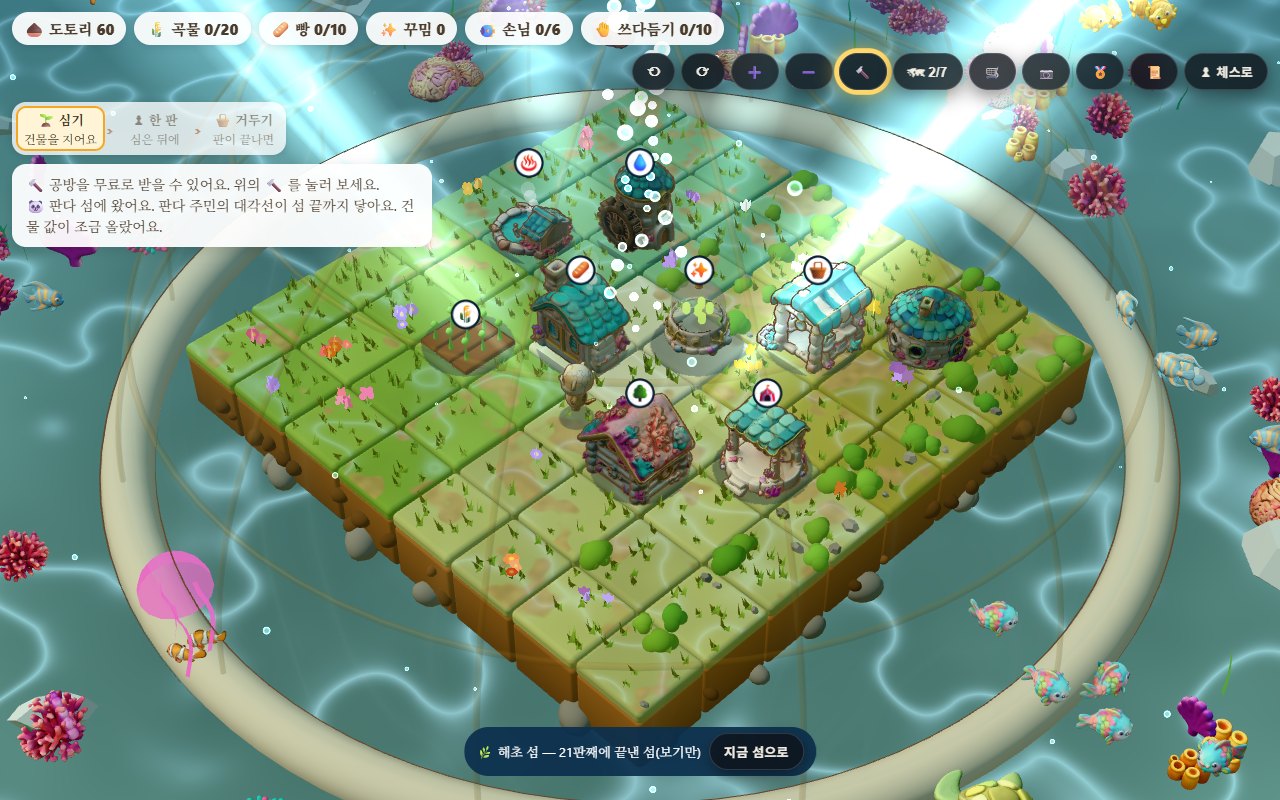 도토리 60
곡물 0/20
빵 0/10
꾸밈 0
손님 0/6
쓰다듬기 0/10
2/7
체스로
심기
건물을 지어요
한 판
심은 뒤에
거두기
판이 끝나면
공방을 무료로 받을 수 있어요. 위의 를 눌러 보세요.
판다 섬에 왔어요. 판다 주민의 대각선이 섬 끝까지 닿아요. 건
물 값이 조금 올랐어요.
해초 섬 — 21판째에 끝낸 섬(보기만)
지금 섬으로